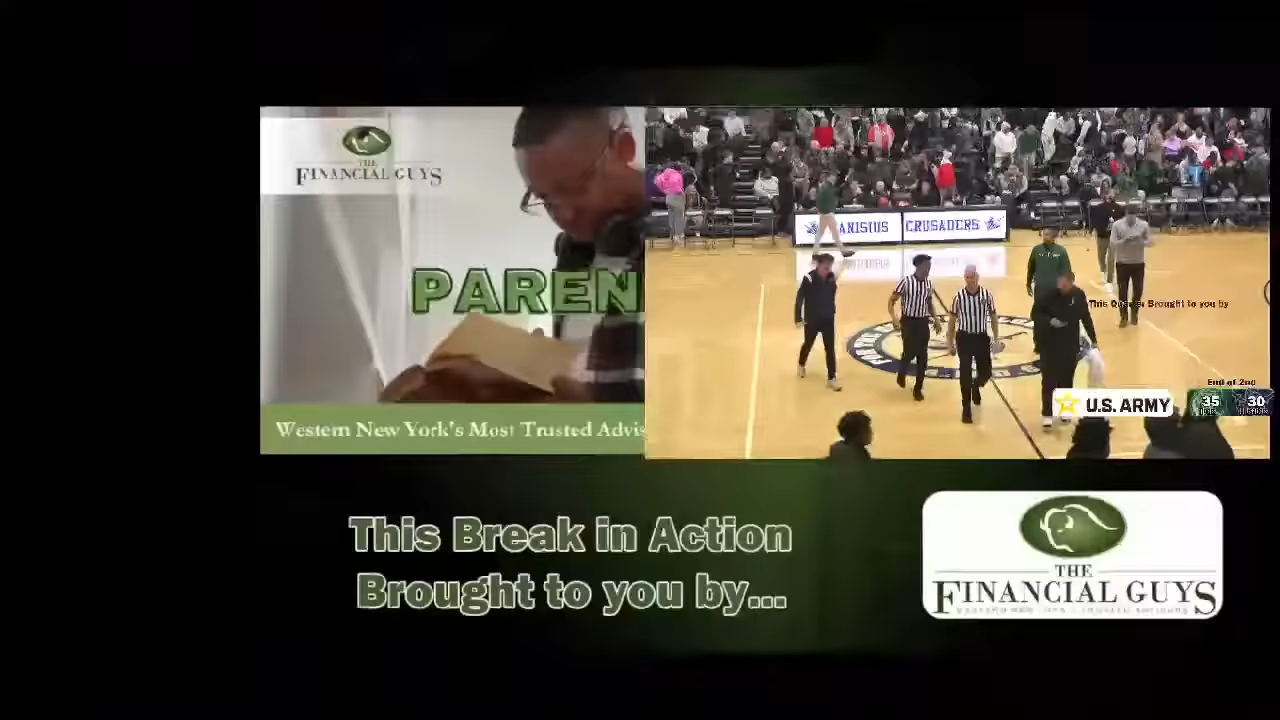 THE
FINANCIAL GUYS
PAREN
Western New York's Most Trusted Advis
ANISIUS CRUSADERS
This Quarter Brought to you by
End of 2nd
U.S. ARMY
35 30
This Break in Action
Brought to you by...
THE
FINANCIAL GUYS